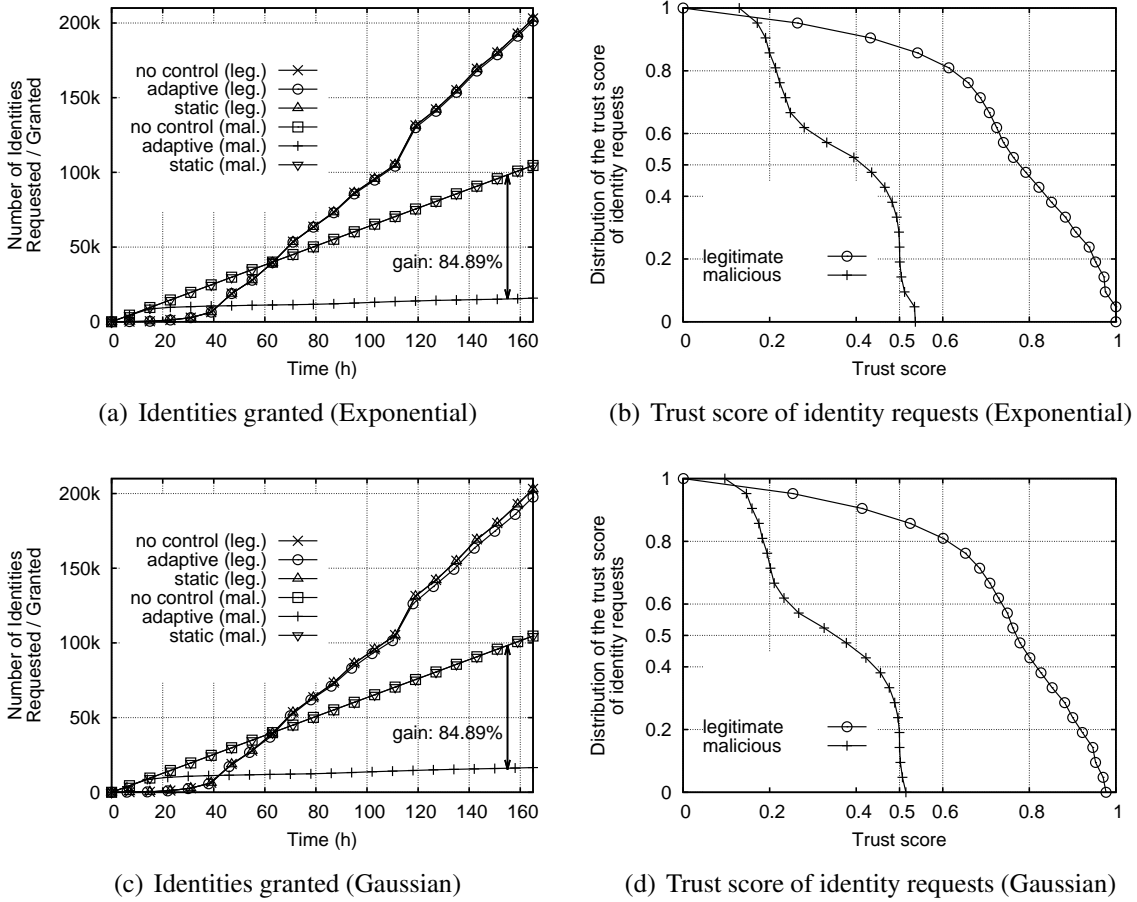 Number of Identities
Requested / Granted
200k
150k
100k
50k
0
no control (leg.)
adaptive (leg.)
static (leg.)
no control (mal.)
adaptive (mal.)
static (mal.)
gain: 84.89%
0 20 40 60 80 100 120 140 160
Time (h)
(a) Identities granted (Exponential)
Distribution of the trust score
of identity requests
1
0.8
0.6
0.5
0.4
0.2
0
legitimate
malicious
0 0.2 0.4 0.5 0.6 0.8 1
Trust score
(b) Trust score of identity requests (Exponential)
Number of Identities
Requested / Granted
200k
150k
100k
50k
0
no control (leg.)
adaptive (leg.)
static (leg.)
no control (mal.)
adaptive (mal.)
static (mal.)
gain: 84.89%
0 20 40 60 80 100 120 140 160
Time (h)
(c) Identities granted (Gaussian)
Distribution of the trust score
of identity requests
1
0.8
0.6
0.5
0.4
0.2
0
legitimate
malicious
0 0.2 0.4 0.5 0.6 0.8 1
Trust score
(d) Trust score of identity requests (Gaussian)